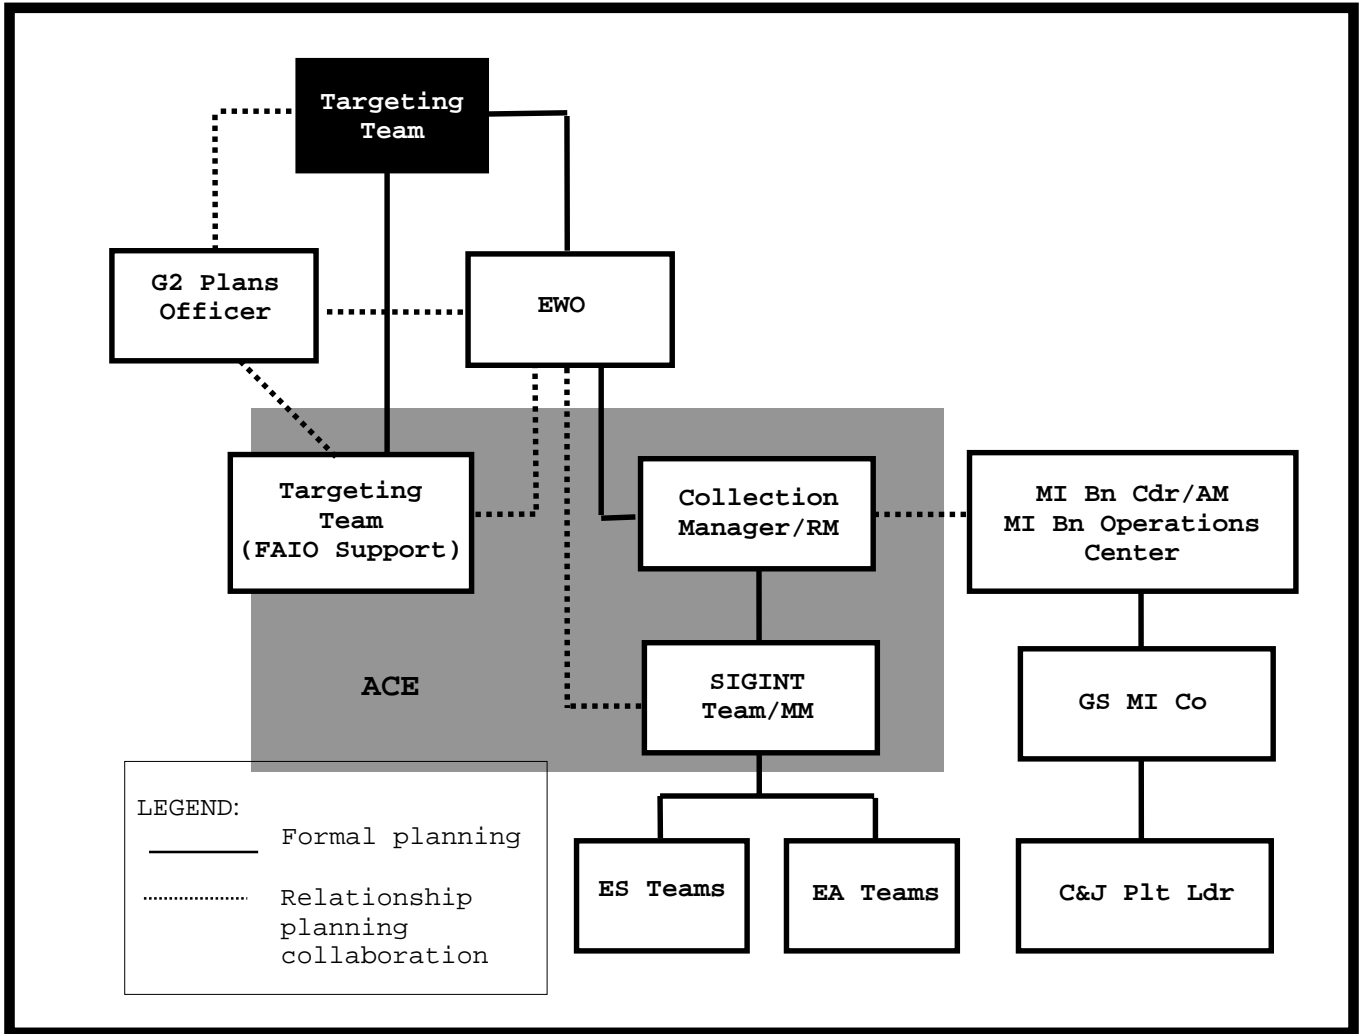 Targeting
Team
G2 Plans
Officer
EWO
Targeting
Team
(FAIO Support)
Collection
Manager/RM
MI Bn Cdr/AM
MI Bn Operations
Center
ACE
SIGINT
Team/MM
GS MI Co
LEGEND:
Formal planning
Relationship
planning
collaboration
ES Teams
EA Teams
C&J Plt Ldr